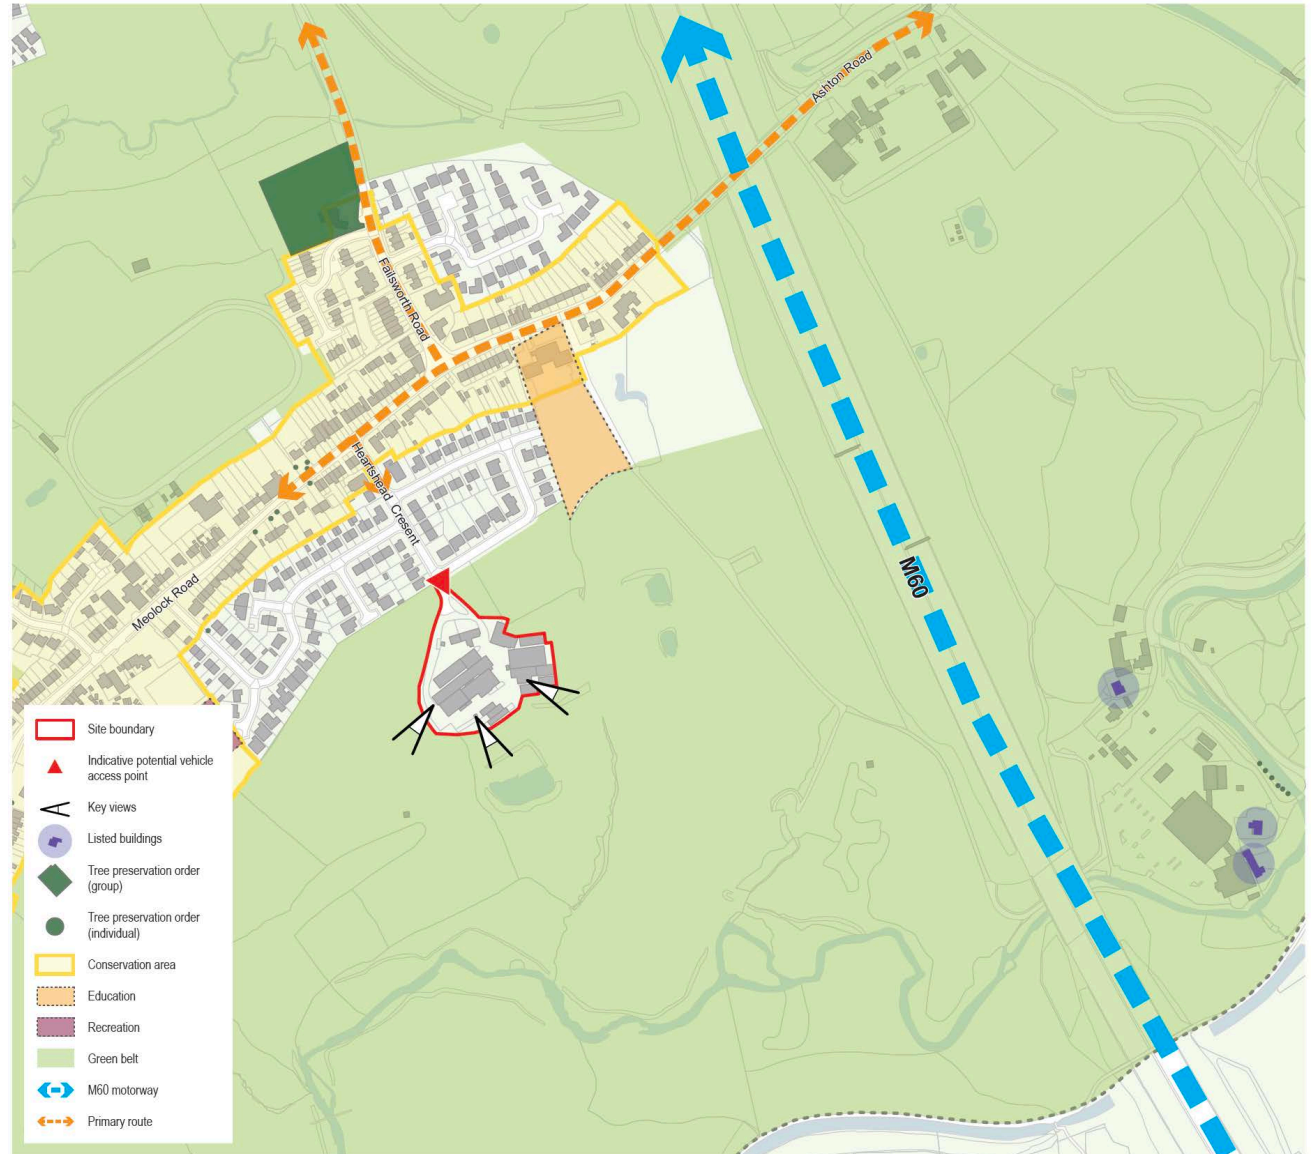 Ashton Road
Failsworth Road
Heartshead Cresent
Meolock Road
M60
Site boundary
Indicative potential vehicle
access point
Key views
Listed buildings
Tree preservation order
(group)
Tree preservation order
(individual)
Conservation area
Education
Recreation
Green belt
M60 motorway
Primary route